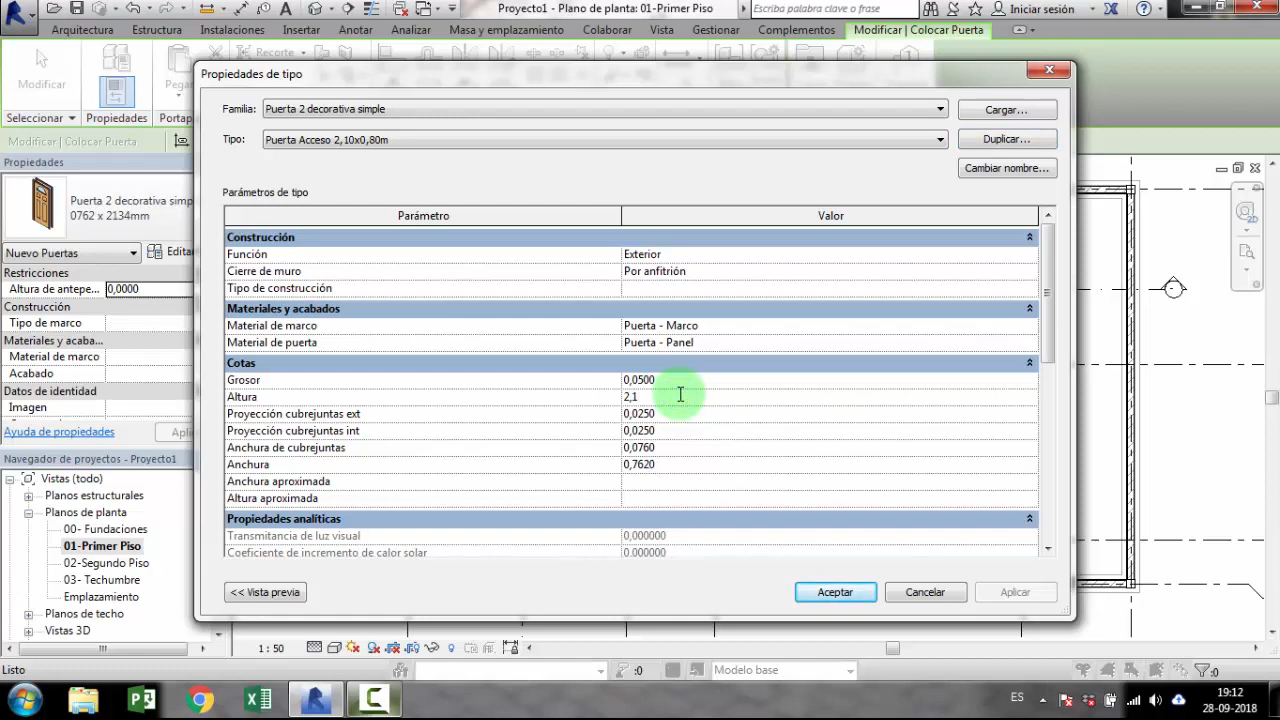 Proyecto1 - Plano de planta: 01-Primer Piso
Escriba palabra clave o frase
Iniciar sesión
Arquitectura
Estructura
Instalaciones
Insertar
Anotar
Analizar
Masa y emplazamiento
Colaborar
Vista
Gestionar
Complementos
Modificar | Colocar Puerta
Modificar
Pegar
Recorte
Seleccionar
Propiedades
Portap
Modificar | Colocar Puerta
Propiedades
Puerta 2 decorativa simp
0762 x 2134mm
Nuevo Puertas
Editar
Restricciones
Altura de antepe... 0,0000
Construcción
Tipo de marco
Materiales y acaba...
Material de marco
Acabado
Datos de identidad
Imagen
Ayuda de propiedades
Apli
Navegador de proyectos - Proyecto1
Vistas (todo)
Planos estructurales
Planos de planta
00- Fundaciones
01-Primer Piso
02-Segundo Piso
03- Techumbre
Emplazamiento
Planos de techo
Vistas 3D
Propiedades de tipo
Familia: Puerta 2 decorativa simple
Cargar...
Tipo: Puerta Acceso 2,10x0,80m
Duplicar...
Cambiar nombre...
Parámetros de tipo
Parámetro Valor
Construcción
Función Exterior
Cierre de muro Por anfitrión
Tipo de construcción
Materiales y acabados
Material de marco Puerta - Marco
Material de puerta Puerta - Panel
Cotas
Grosor 0,0500
Altura 2,1
Proyección cubrejuntas ext 0,0250
Proyección cubrejuntas int 0,0250
Anchura de cubrejuntas 0,0760
Anchura 0,7620
Anchura aproximada
Altura aproximada
Propiedades analíticas
Transmitancia de luz visual 0,000000
Coeficiente de incremento de calor solar 0,000000
<< Vista previa
Aceptar
Cancelar
Aplicar
2D
1 : 50
Listo
:0
Modelo base
:0
ES
19:12
28-09-2018